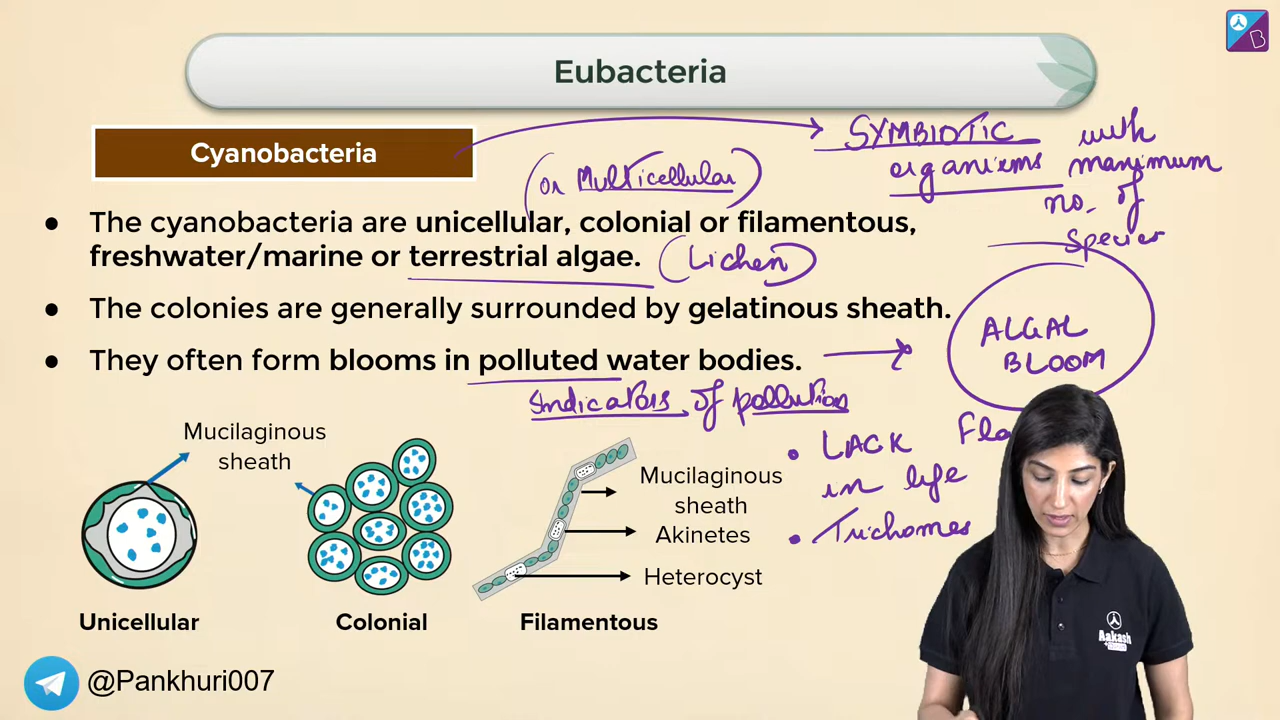 Eubacteria
Cyanobacteria
SYMBIOTIC with
organisms maximum
no. of
Species
(or Multicellular)
The cyanobacteria are unicellular, colonial or filamentous,
freshwater/marine or terrestrial algae. (Lichen)
The colonies are generally surrounded by gelatinous sheath.
They often form blooms in polluted water bodies.
ALGAL
BLOOM
Indicators of pollution
LACK
in life
Trichomes
Mucilaginous
sheath
Mucilaginous
sheath
Akinetes
Heterocyst
Unicellular
Colonial
Filamentous
Aakash
@Pankhuri007